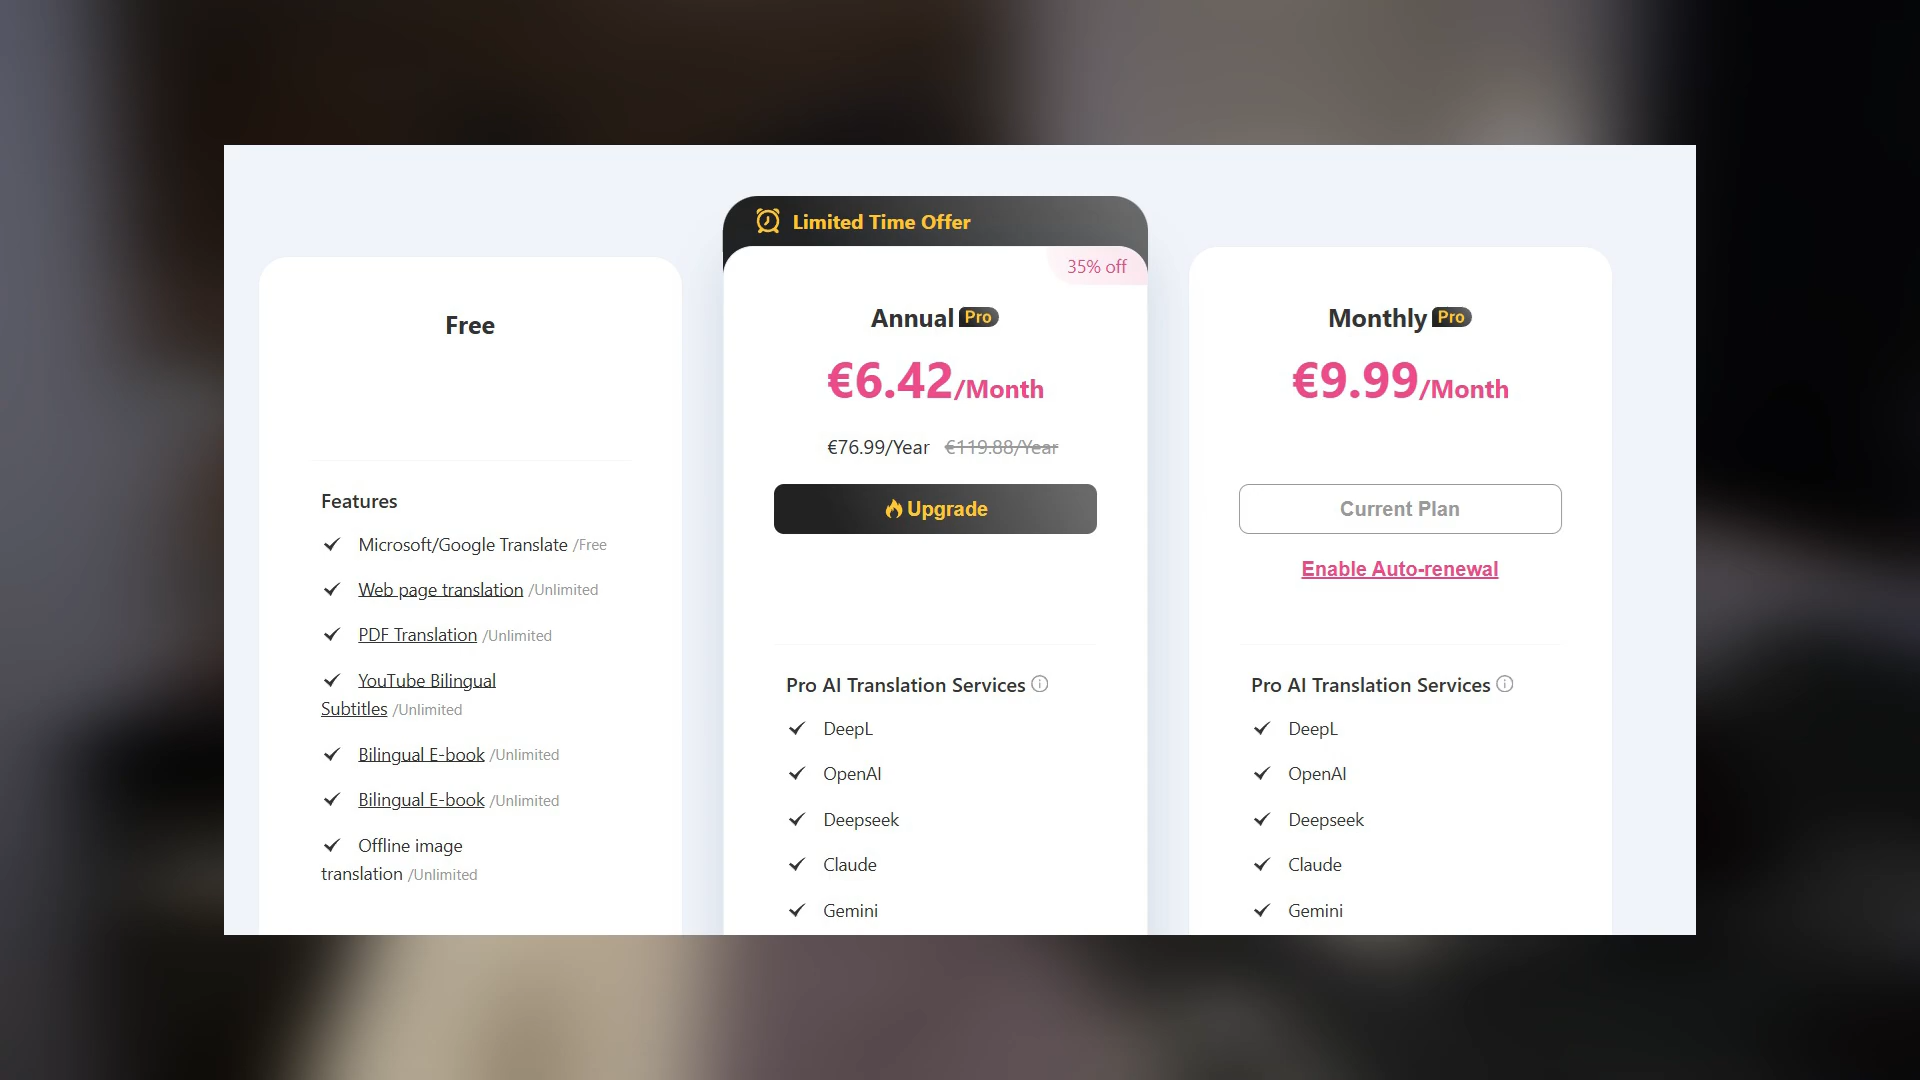 Free
Features
Microsoft/Google Translate /Free
Web page translation /Unlimited
PDF Translation /Unlimited
YouTube Bilingual
Subtitles /Unlimited
Bilingual E-book /Unlimited
Bilingual E-book /Unlimited
Offline image
translation /Unlimited
Limited Time Offer
35% off
Annual Pro
€6.42/Month
€76.99/Year €119.88/Year
Upgrade
Pro AI Translation Services
DeepL
OpenAI
Deepseek
Claude
Gemini
Monthly Pro
€9.99/Month
Current Plan
Enable Auto-renewal
Pro AI Translation Services
DeepL
OpenAI
Deepseek
Claude
Gemini